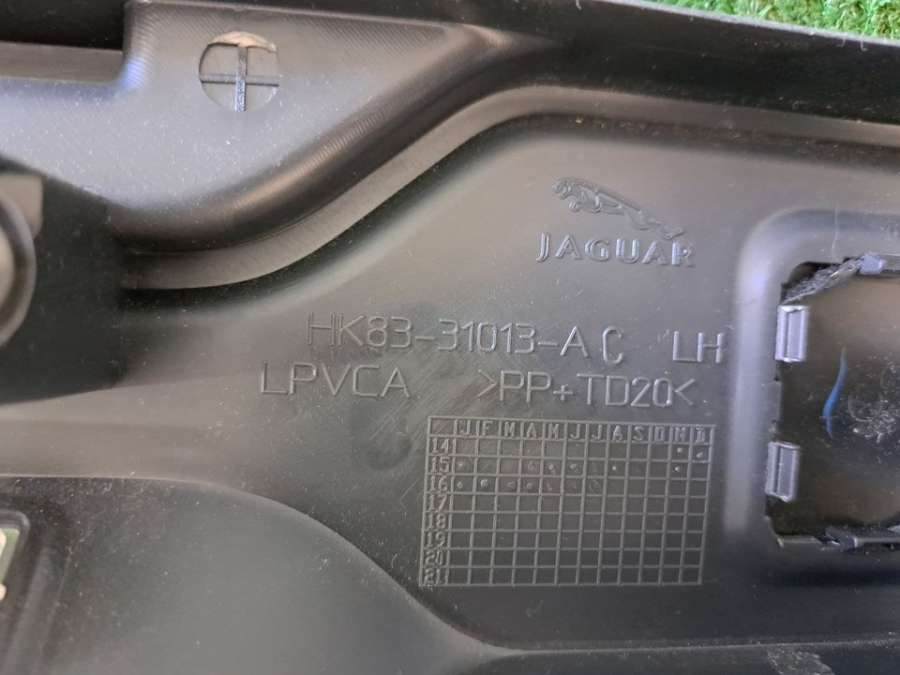 JAGUAR
HK83-31013-AC LH
LPVCA >PP+TD20<
J F M A M J J A S O N D
14
15
16
17
18
19
20
21